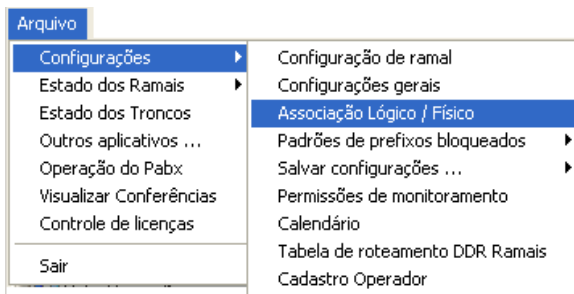 Arquivo
Configurações
Estado dos Ramais
Estado dos Troncos
Outros aplicativos ...
Operação do Pabx
Visualizar Conferências
Controle de licenças
Sair
Configuração de ramal
Configurações gerais
Associação Lógico / Físico
Padrões de prefixos bloqueados
Salvar configurações ...
Permissões de monitoramento
Calendário
Tabela de roteamento DDR Ramais
Cadastro Operador